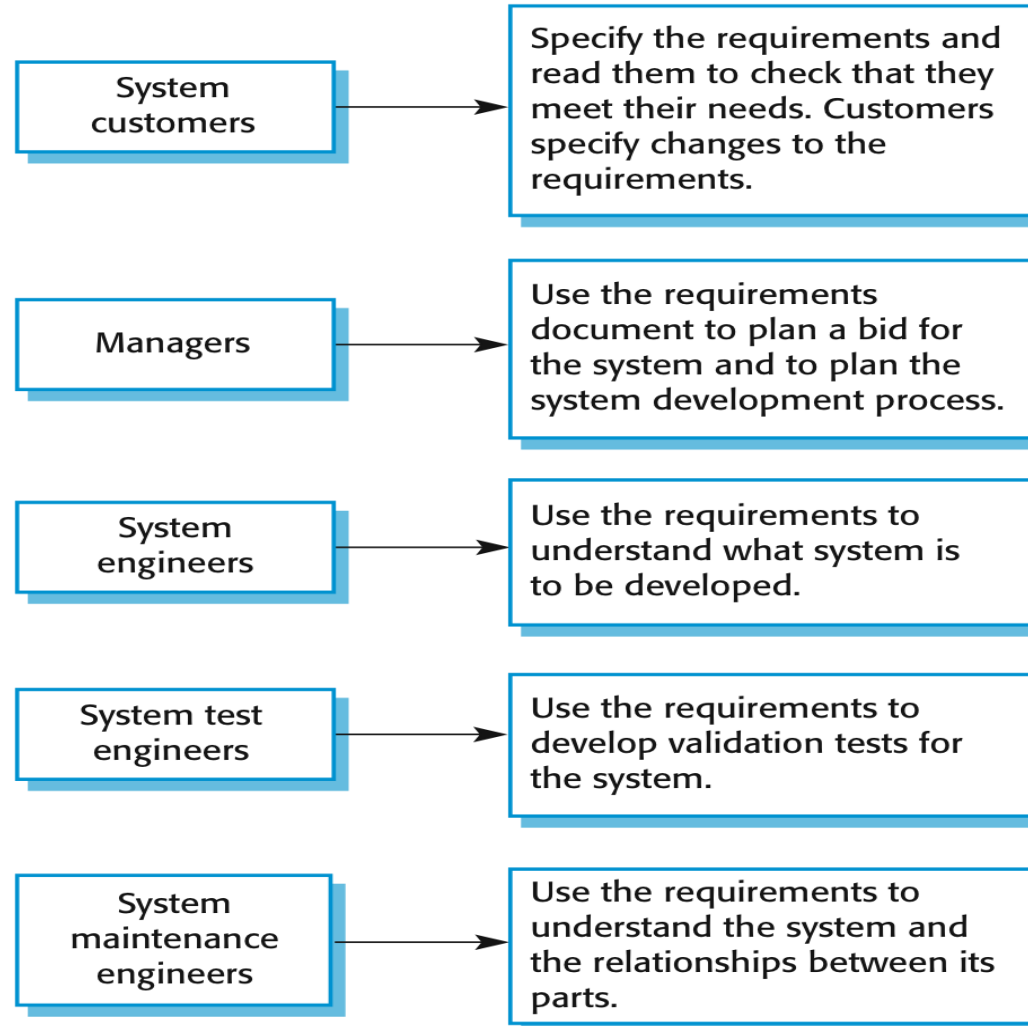 System
customers
Specify the requirements and
read them to check that they
meet their needs. Customers
specify changes to the
requirements.
Managers
Use the requirements
document to plan a bid for
the system and to plan the
system development process.
System
engineers
Use the requirements to
understand what system is
to be developed.
System test
engineers
Use the requirements to
develop validation tests for
the system.
System
maintenance
engineers
Use the requirements to
understand the system and
the relationships between its
parts.